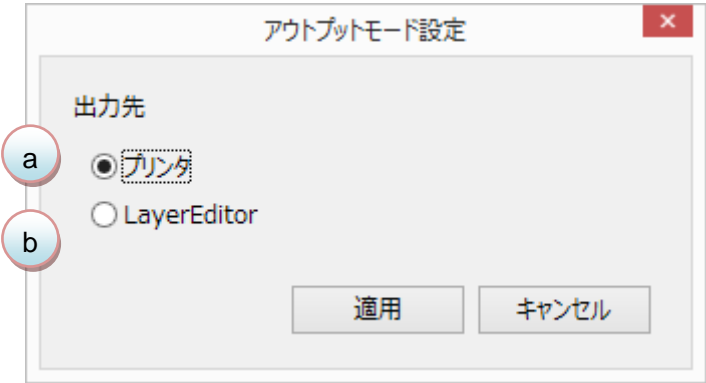 アウトプットモード設定
出力先
a
プリンタ
b
LayerEditor
適用
キャンセル